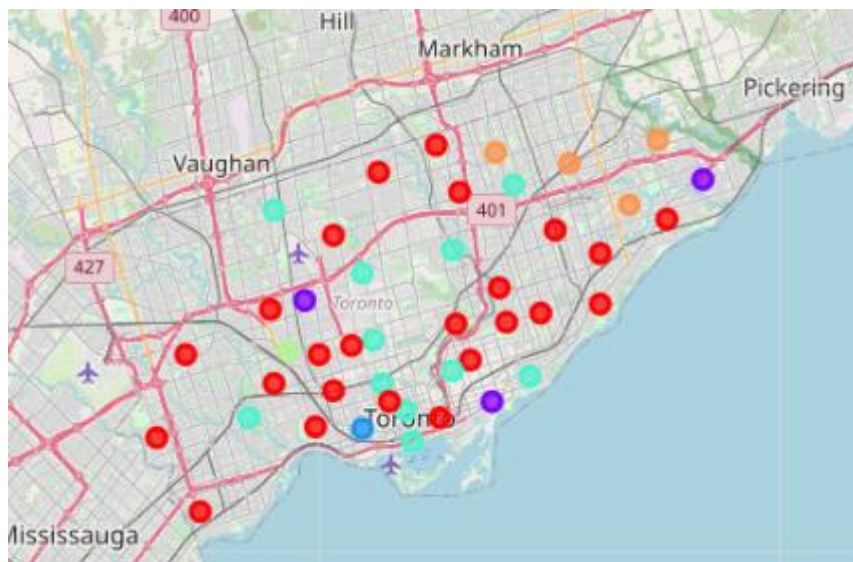 400
Hill
Markham
Pickering
Vaughan
401
427
Toronto
Toronto
Mississauga